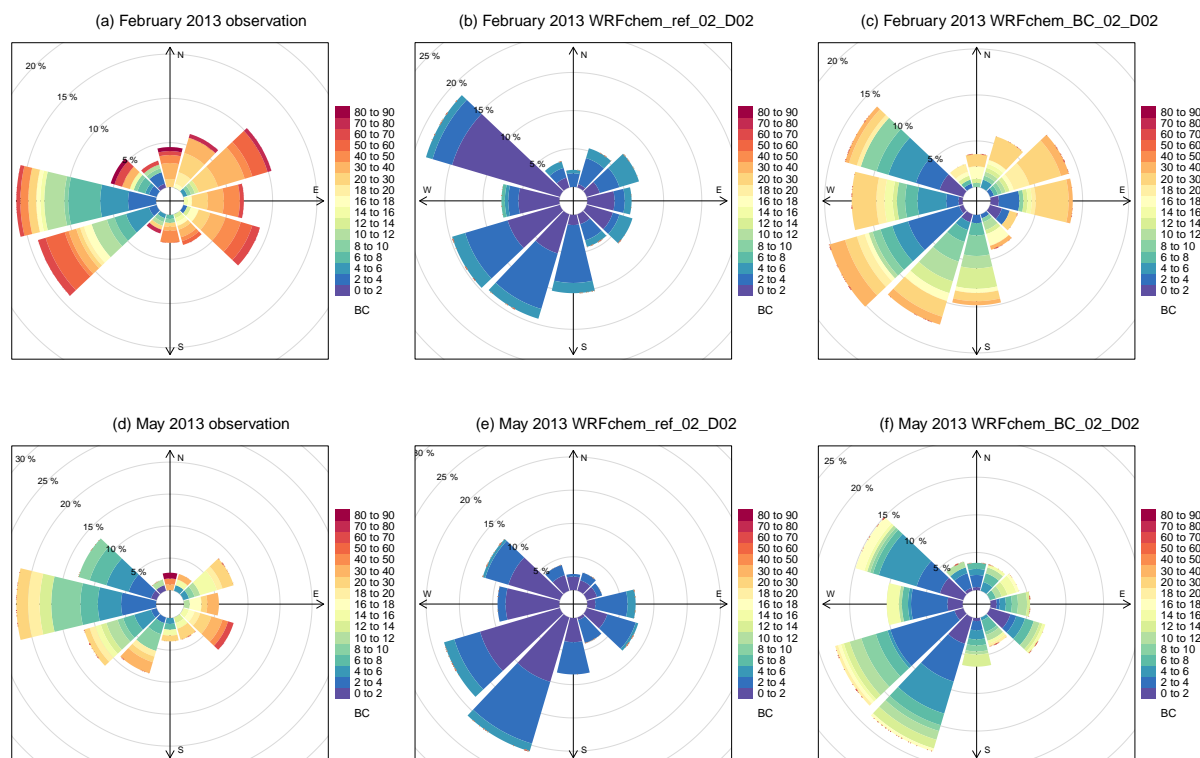 (a) February 2013 observation
(b) February 2013 WRFchem_ref_02_D02
(c) February 2013 WRFchem_BC_02_D02
20 %
15 %
10 %
5 %
N
E
S
W
80 to 90
70 to 80
60 to 70
50 to 60
40 to 50
30 to 40
20 to 30
18 to 20
16 to 18
14 to 16
12 to 14
10 to 12
8 to 10
6 to 8
4 to 6
2 to 4
0 to 2
BC
25 %
20 %
15 %
10 %
5 %
N
E
S
W
80 to 90
70 to 80
60 to 70
50 to 60
40 to 50
30 to 40
20 to 30
18 to 20
16 to 18
14 to 16
12 to 14
10 to 12
8 to 10
6 to 8
4 to 6
2 to 4
0 to 2
BC
20 %
15 %
10 %
5 %
N
E
S
W
80 to 90
70 to 80
60 to 70
50 to 60
40 to 50
30 to 40
20 to 30
18 to 20
16 to 18
14 to 16
12 to 14
10 to 12
8 to 10
6 to 8
4 to 6
2 to 4
0 to 2
BC
(d) May 2013 observation
(e) May 2013 WRFchem_ref_02_D02
(f) May 2013 WRFchem_BC_02_D02
30 %
25 %
20 %
15 %
10 %
5 %
N
E
S
W
80 to 90
70 to 80
60 to 70
50 to 60
40 to 50
30 to 40
20 to 30
18 to 20
16 to 18
14 to 16
12 to 14
10 to 12
8 to 10
6 to 8
4 to 6
2 to 4
0 to 2
BC
25 %
20 %
15 %
10 %
5 %
N
E
S
W
80 to 90
70 to 80
60 to 70
50 to 60
40 to 50
30 to 40
20 to 30
18 to 20
16 to 18
14 to 16
12 to 14
10 to 12
8 to 10
6 to 8
4 to 6
2 to 4
0 to 2
BC
25 %
20 %
15 %
10 %
5 %
N
E
S
W
80 to 90
70 to 80
60 to 70
50 to 60
40 to 50
30 to 40
20 to 30
18 to 20
16 to 18
14 to 16
12 to 14
10 to 12
8 to 10
6 to 8
4 to 6
2 to 4
0 to 2
BC